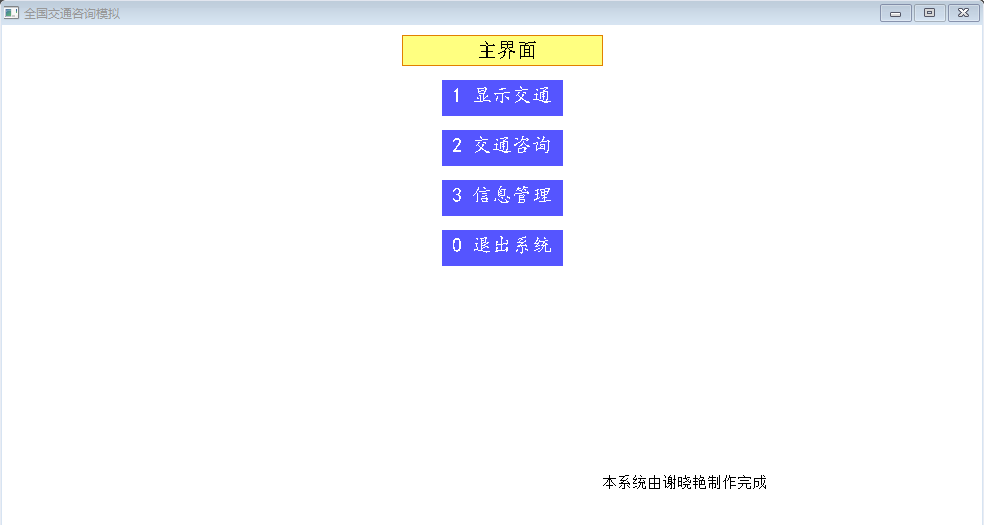 全国交通咨询模拟
主界面
1 显示交通
2 交通咨询
3 信息管理
0 退出系统
本系统由谢晓艳制作完成